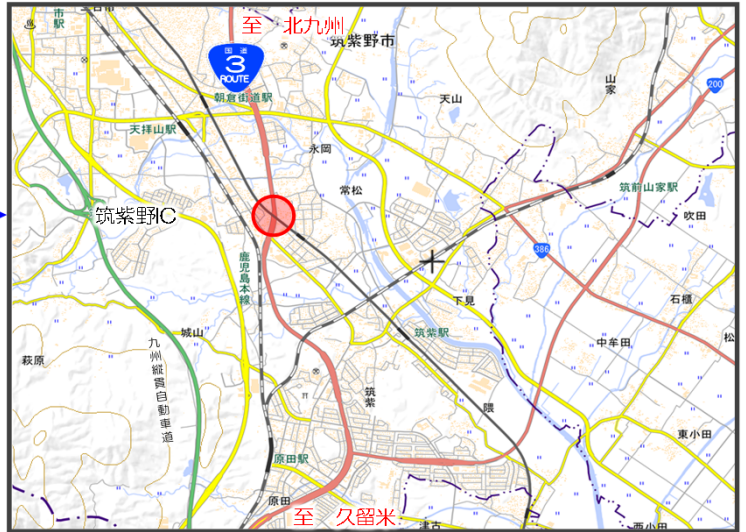 至 北九州
市駅
筑紫野市
国道
3
ROUTE
山家
200
朝倉街道駅
天山
天拝山駅
永岡
常松
筑前山家駅
筑紫野IC
吹田
386
鹿児島本線
下見
石櫃
城山
筑紫駅
中牟田
松
萩原
九州縦貫自動車道
筑紫
隈
東小田
原田駅
原田
至 久留米
津古
西小田